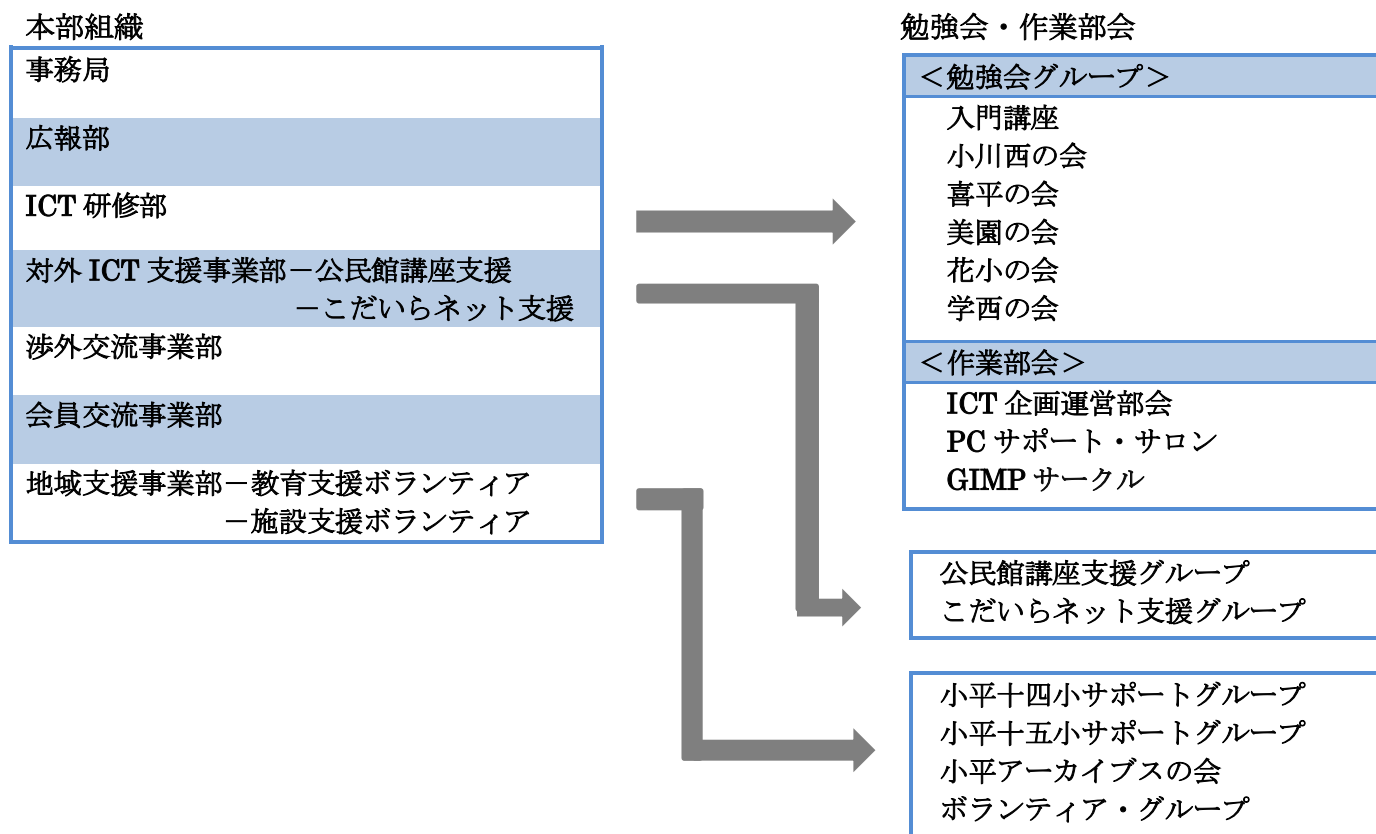 本部組織
事務局
広報部
ICT 研修部
対外 ICT 支援事業部－公民館講座支援
－こだいらネット支援
渉外交流事業部
会員交流事業部
地域支援事業部－教育支援ボランティア
－施設支援ボランティア
勉強会・作業部会
＜勉強会グループ＞
入門講座
小川西の会
喜平の会
美園の会
花小の会
学西の会
＜作業部会＞
ICT 企画運営部会
PC サポート・サロン
GIMP サークル
公民館講座支援グループ
こだいらネット支援グループ
小平十四小サポートグループ
小平十五小サポートグループ
小平アーカイブスの会
ボランティア・グループ